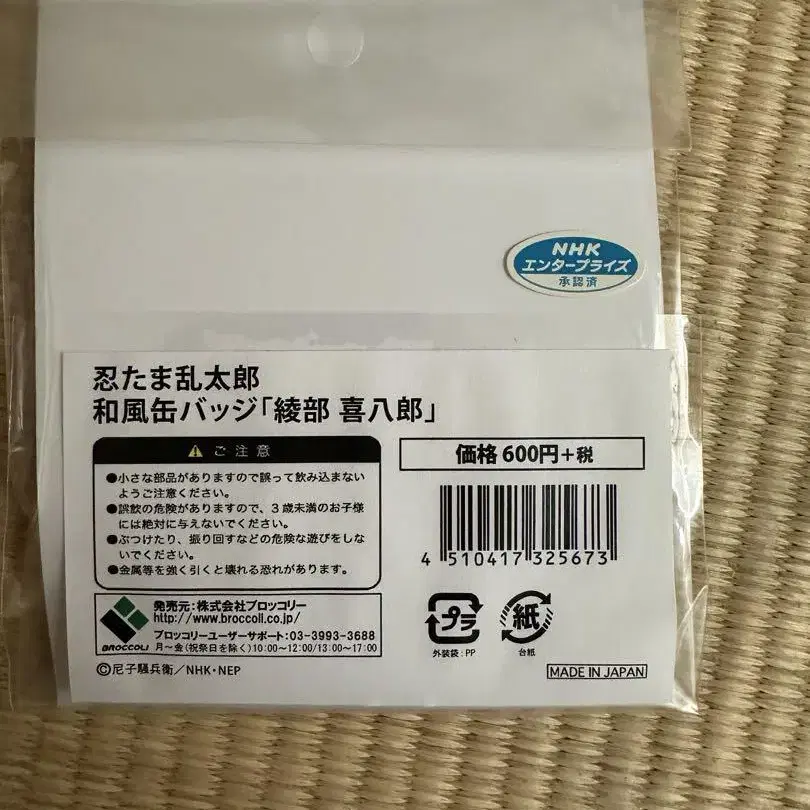 NHK
エンタープライズ
承認済
忍たま乱太郎
和風缶バッジ「綾部 喜八郎」
ご注意
●小さな部品がありますので誤って飲み込まない
ようご注意ください。
●誤飲の危険がありますので、3歳未満のお子様
には絶対に与えないでください。
●ぶつけたり、振り回すなどの危険な遊びをしな
いでください。
●金属等を強く引くと壊れる恐れがあります。
価格 600円+税
4 510417 325673
BROCCOLI
発売元:株式会社ブロッコリー
http://www.broccoli.co.jp/
ブロッコリーユーザーサポート:03-3993-3688
月～金(祝祭日を除く)10:00～12:00/13:00～17:00
プラ
外装袋:PP
紙
台紙
©尼子騒兵衛/NHK・NEP
MADE IN JAPAN